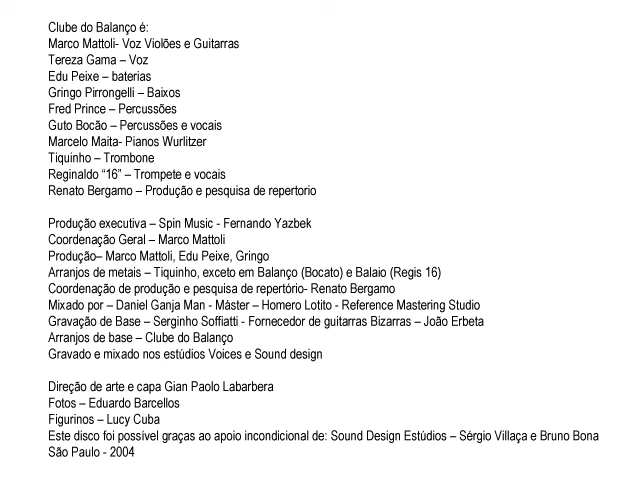 Clube do Balanço é:
Marco Mattoli- Voz Violões e Guitarras
Tereza Gama – Voz
Edu Peixe – baterias
Gringo Pirrongelli – Baixos
Fred Prince – Percussões
Guto Bocão – Percussões e vocais
Marcelo Maita- Pianos Wurlitzer
Tiquinho – Trombone
Reginaldo “16” – Trompete e vocais
Renato Bergamo – Produção e pesquisa de repertorio

Produção executiva – Spin Music - Fernando Yazbek
Coordenação Geral – Marco Mattoli
Produção– Marco Mattoli, Edu Peixe, Gringo
Arranjos de metais – Tiquinho, exceto em Balanço (Bocato) e Balaio (Regis 16)
Coordenação de produção e pesquisa de repertório- Renato Bergamo
Mixado por – Daniel Ganja Man - Máster – Homero Lotito - Reference Mastering Studio
Gravação de Base – Serginho Soffiatti - Fornecedor de guitarras Bizarras – João Erbeta
Arranjos de base – Clube do Balanço
Gravado e mixado nos estúdios Voices e Sound design

Direção de arte e capa Gian Paolo Labarbera
Fotos – Eduardo Barcellos
Figurinos – Lucy Cuba
Este disco foi possível graças ao apoio incondicional de: Sound Design Estúdios – Sérgio Villaça e Bruno Bona
São Paulo - 2004